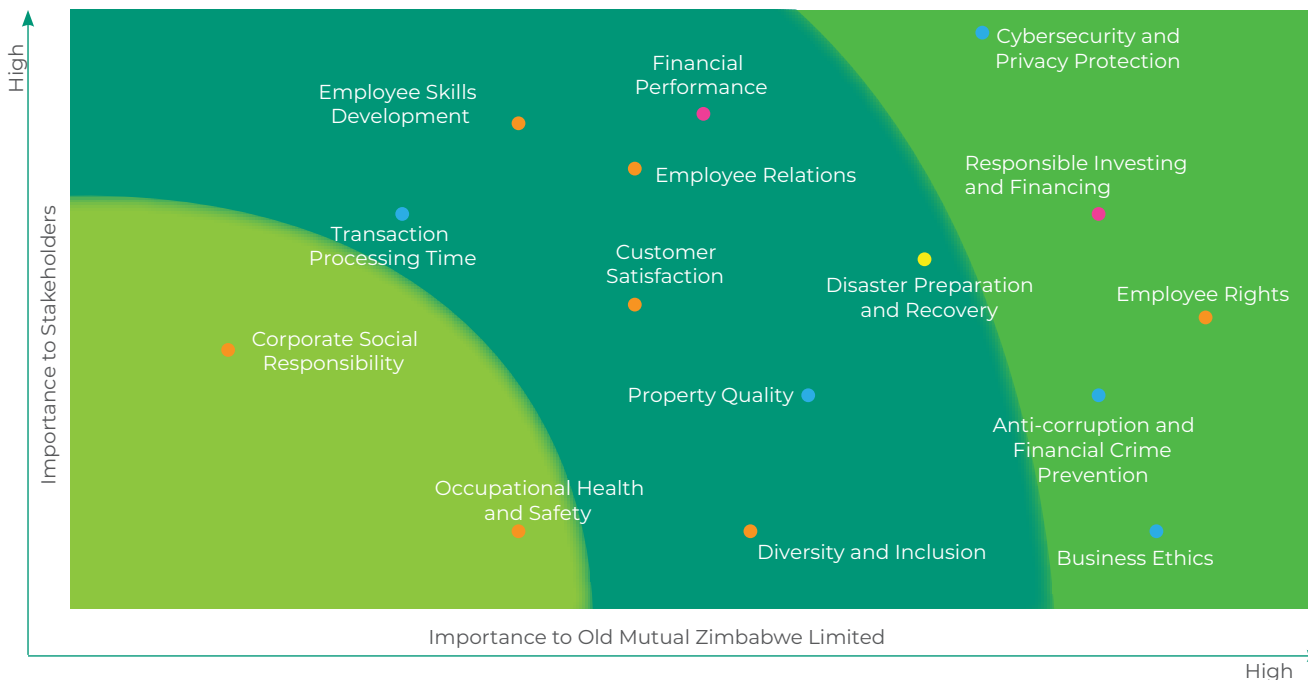 High
Importance to Stakeholders
Cybersecurity and
Privacy Protection
Financial
Performance
Employee Skills
Development
Employee Relations
Responsible Investing
and Financing
Transaction
Processing Time
Customer
Satisfaction
Disaster Preparation
and Recovery
Employee Rights
Corporate Social
Responsibility
Property Quality
Anti-corruption and
Financial Crime
Prevention
Occupational Health
and Safety
Diversity and Inclusion
Business Ethics
Importance to Old Mutual Zimbabwe Limited
High